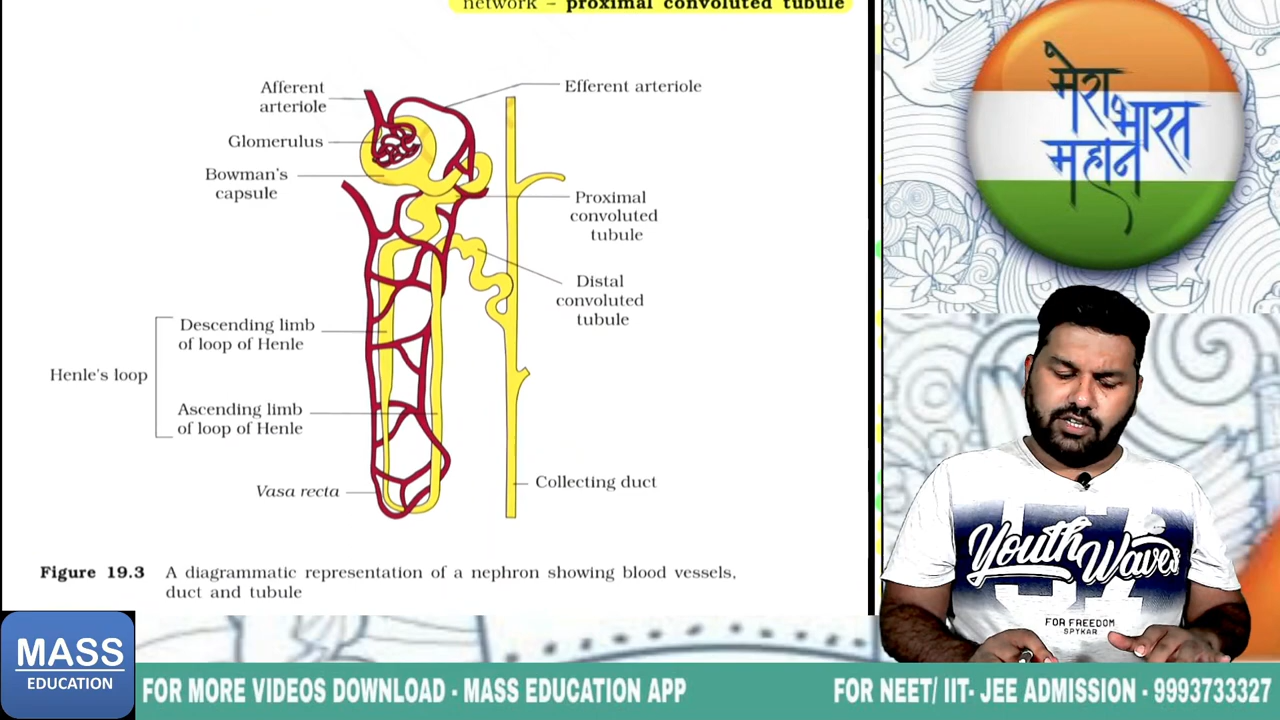 network – proximal convoluted tubule
Afferent
arteriole
Efferent arteriole
Glomerulus
Bowman's
capsule
Proximal
convoluted
tubule
Distal
convoluted
tubule
Descending limb
of loop of Henle
Henle's loop
Ascending limb
of loop of Henle
Vasa recta
Collecting duct
Figure 19.3 A diagrammatic representation of a nephron showing blood vessels,
duct and tubule
मेरा
भारत
महान
Youth
Waves
FOR FREEDOM
SPYKAR
MASS
EDUCATION
FOR MORE VIDEOS DOWNLOAD - MASS EDUCATION APP
FOR NEET/ IIT- JEE ADMISSION - 9993733327